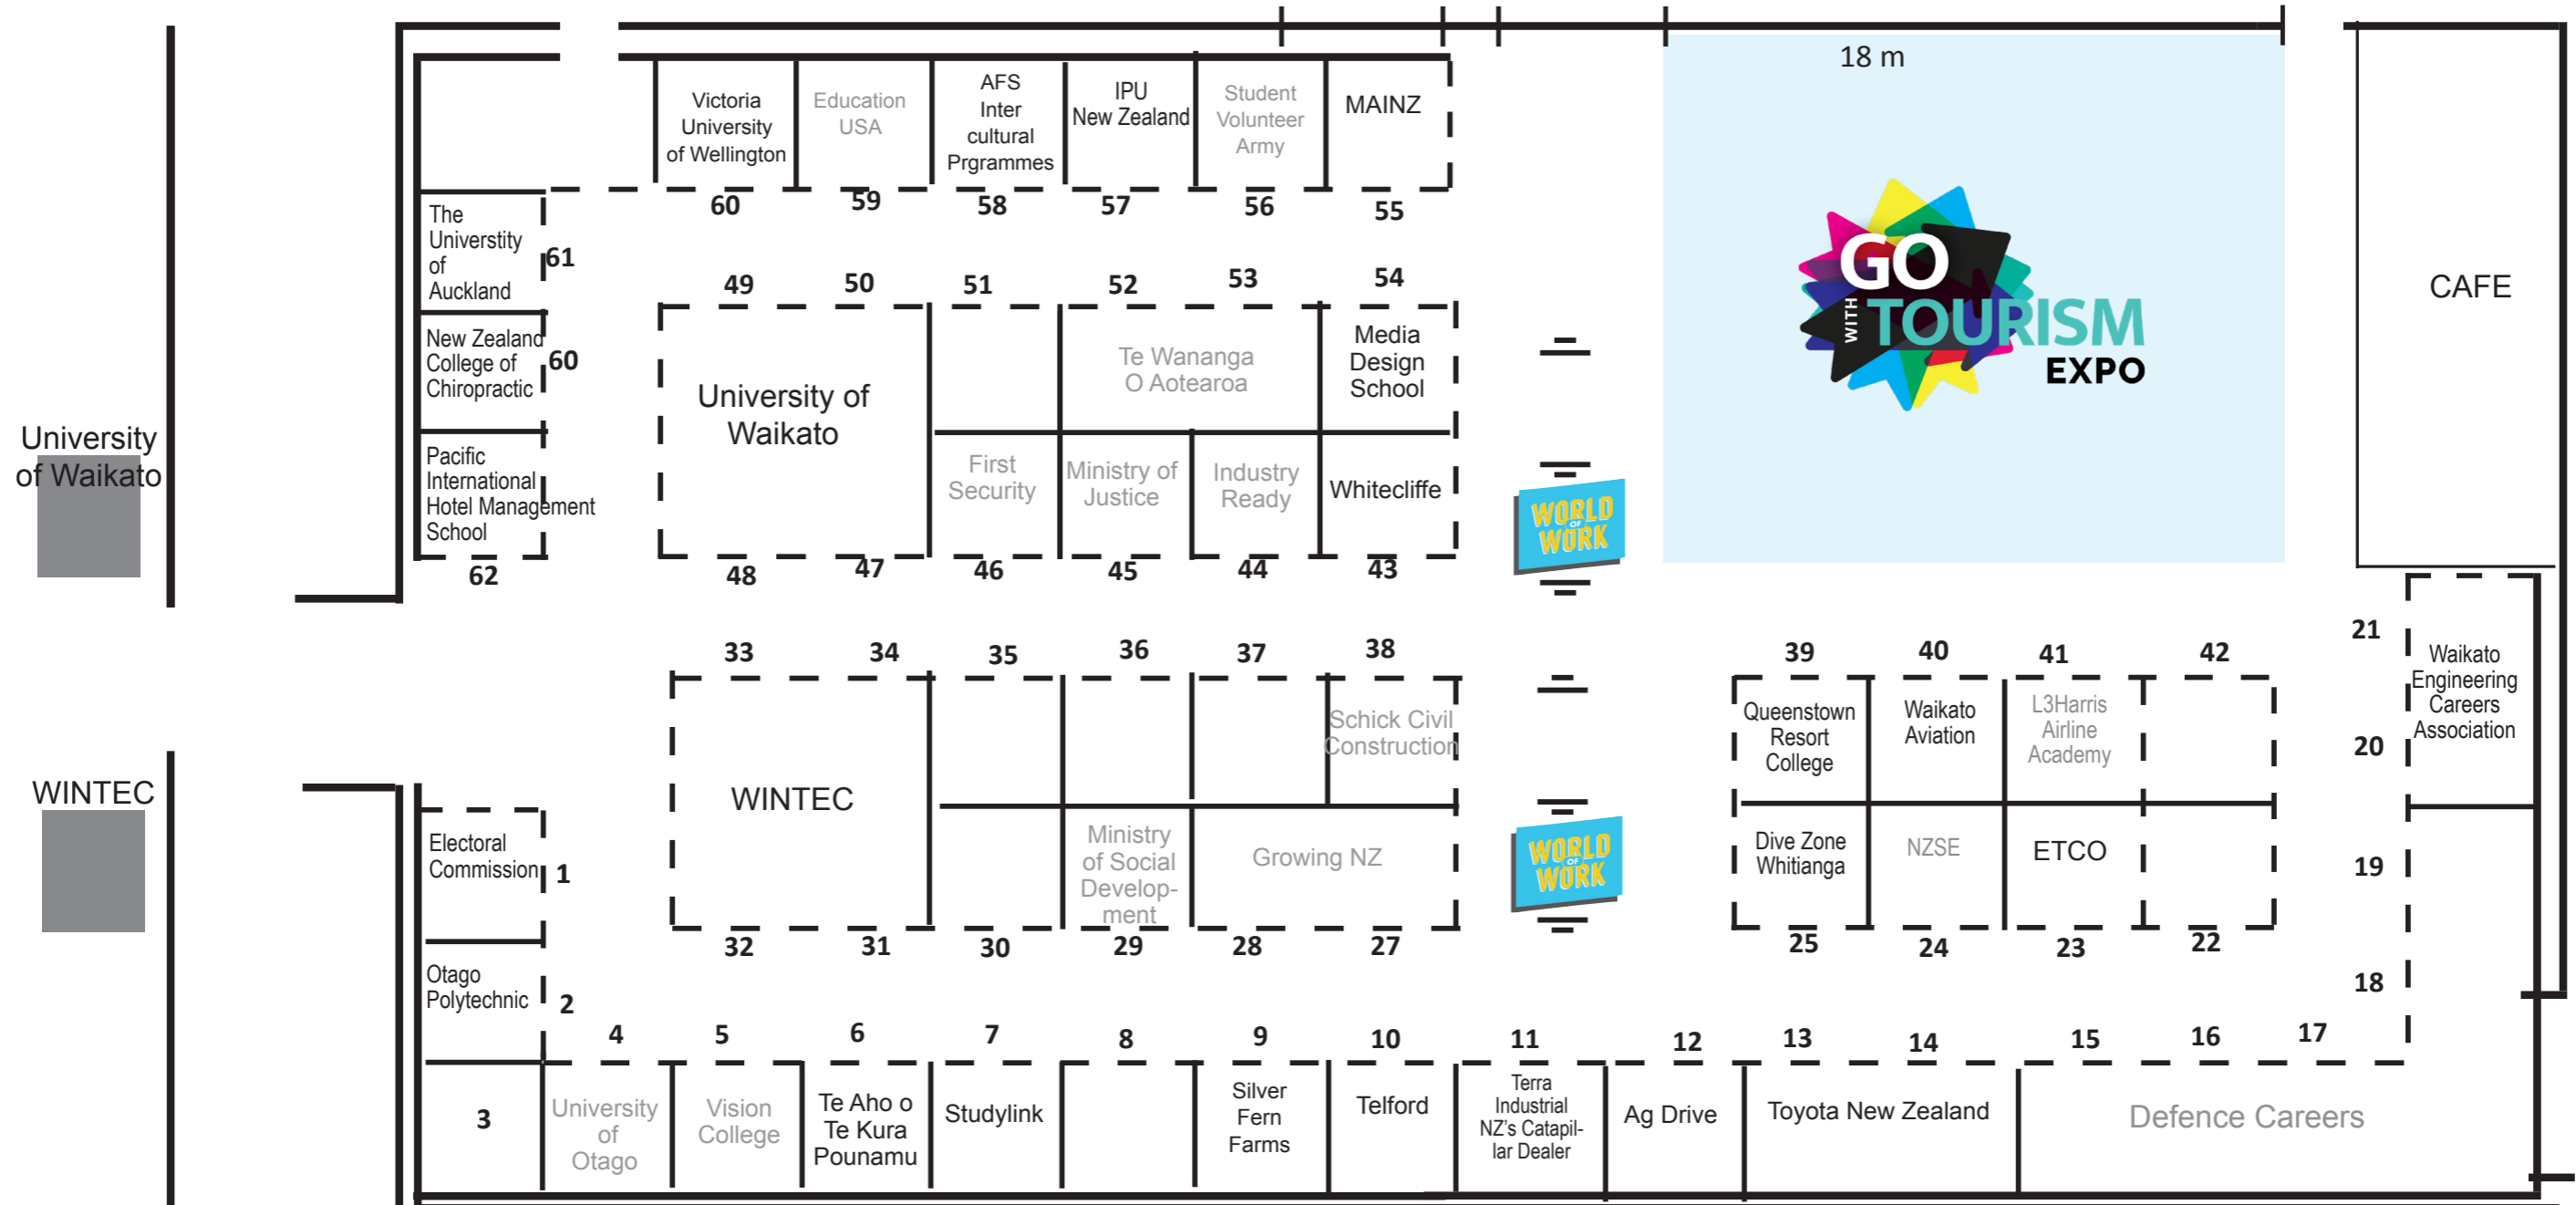 18 m
Victoria
University
of Wellington
Education
USA
AFS
Inter
cultural
Prgrammes
IPU
New Zealand
Student
Volunteer
Army
MAINZ
60
59
58
57
56
55
The
Universtity
of
Auckland
61
New Zealand
College of
Chiropractic
60
Pacific
International
Hotel Management
School
62
49
50
51
52
53
54
University of
Waikato
Te Wananga
O Aotearoa
Media
Design
School
First
Security
Ministry of
Justice
Industry
Ready
Whitecliffe
48
47
46
45
44
43
GO
WITH
TOURISM
EXPO
CAFE
University
of Waikato
WORLD
OF
WORK
33
34
35
36
37
38
WINTEC
Schick Civil
Construction
Ministry
of Social
Develop-
ment
Growing NZ
32
31
30
29
28
27
WORLD
OF
WORK
39
40
41
42
Queenstown
Resort
College
Waikato
Aviation
L3Harris
Airline
Academy
Dive Zone
Whitianga
NZSE
ETCO
25
24
23
22
21
20
19
18
Waikato
Engineering
Careers
Association
WINTEC
Electoral
Commission
1
Otago
Polytechnic
2
4
5
6
7
8
9
10
11
12
13
14
15
16
17
3
University
of
Otago
Vision
College
Te Aho o
Te Kura
Pounamu
Studylink
Silver
Fern
Farms
Telford
Terra
Industrial
NZ's Catapil-
lar Dealer
Ag Drive
Toyota New Zealand
Defence Careers